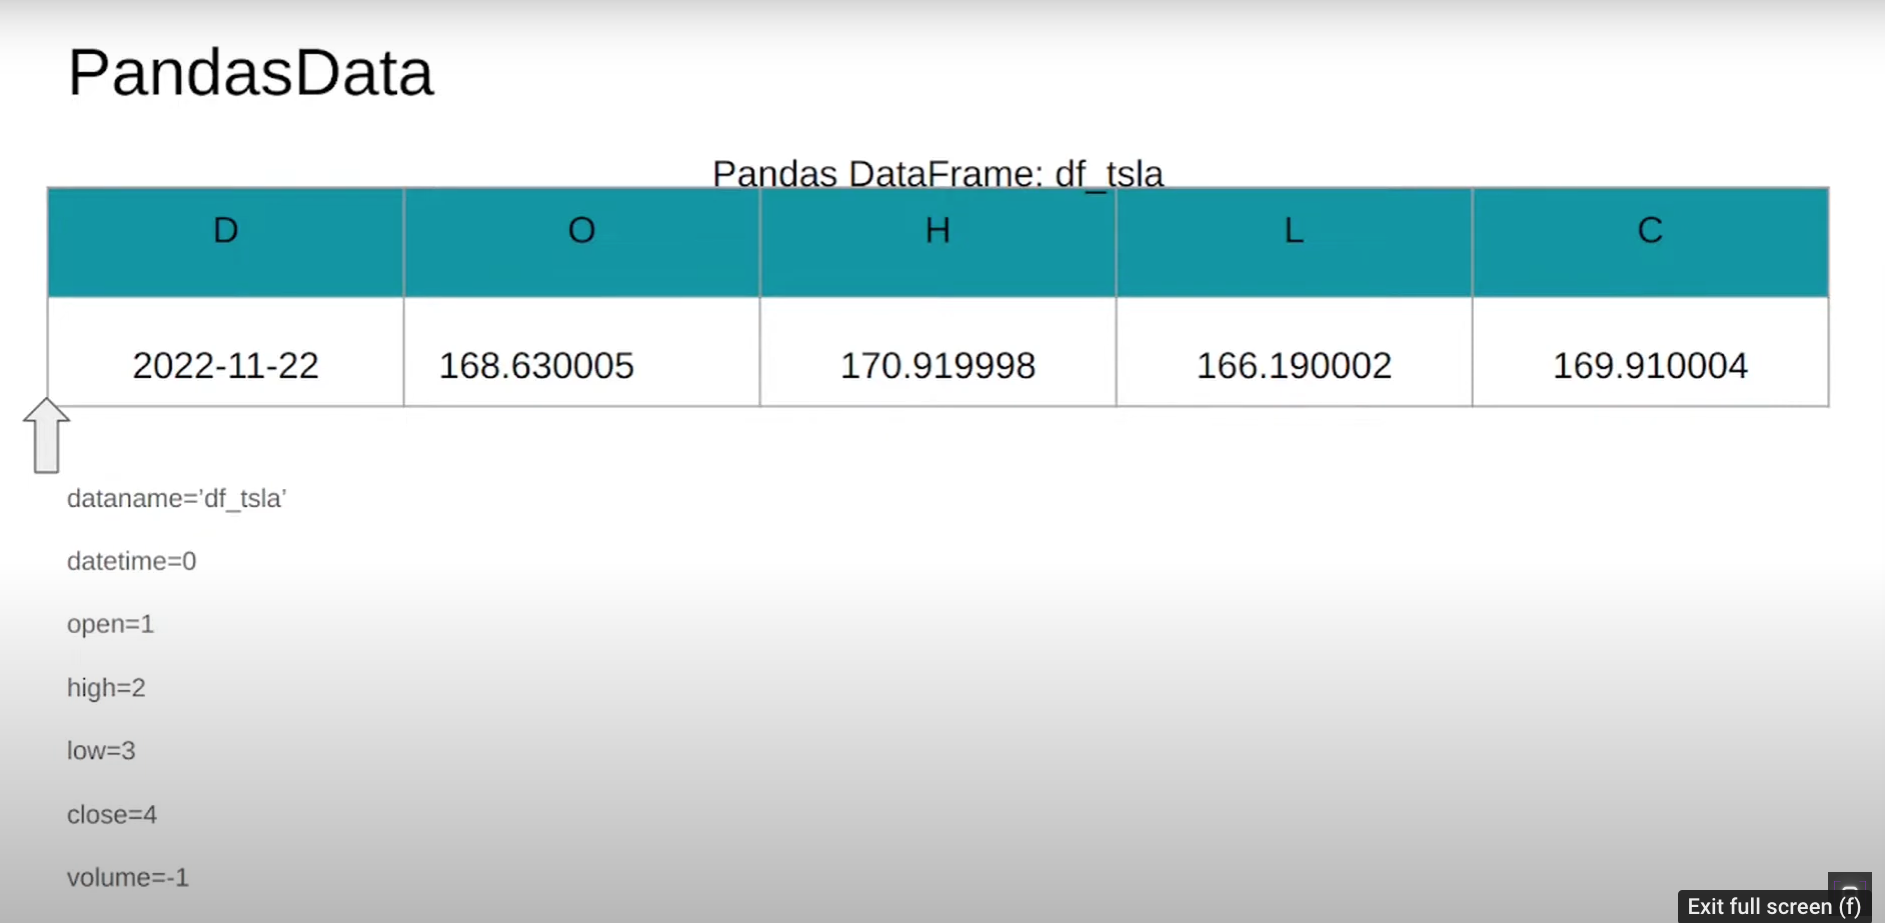 PandasData
Pandas DataFrame: df_tsla
D O H L C
2022-11-22 168.630005 170.919998 166.190002 169.910004
dataname=’df_tsla’
datetime=0
open=1
high=2
low=3
close=4
volume=-1
Exit full screen (f)